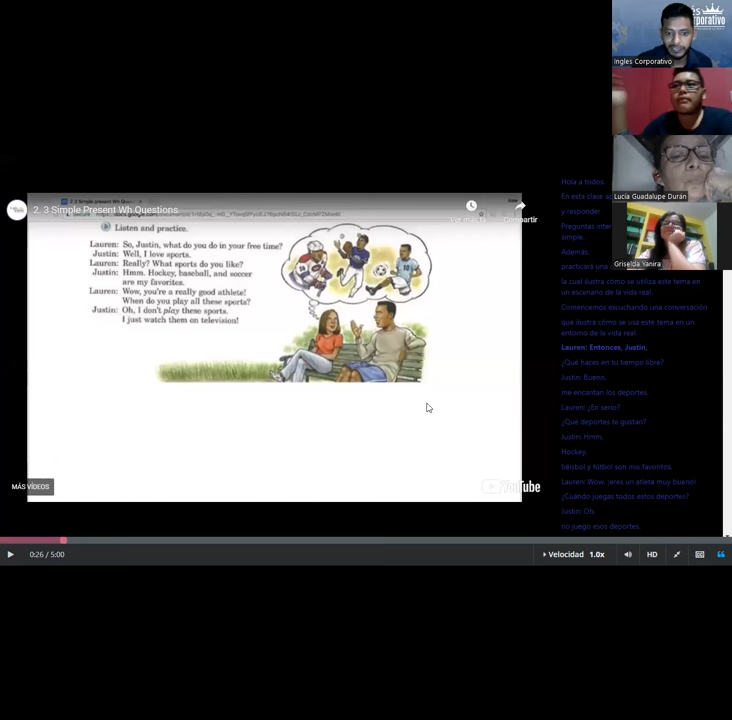 Ingles Corporativo
Lucía Guadalupe Durán
Griselda Yanira
2. 3 Simple Present Wh Questions
Ver más ta
Compartir
Listen and practice.
Lauren: So, Justin, what do you do in your free time?
Justin: Well, I love sports.
Lauren: Really? What sports do you like?
Justin: Hmm. Hockey, baseball, and soccer
are my favorites.
Lauren: Wow, you're a really good athlete!
When do you play all these sports?
Justin: Oh, I don't play these sports.
I just watch them on television!
MÁS VÍDEOS
YouTube
Hola a todos.
En esta clase
y responder
Preguntas
simple.
Además,
practicará una
la cual ilustra cómo se utiliza este tema en
un escenario de la vida real.
Comencemos escuchando una conversación
que ilustra cómo se usa este tema en un
entorno de la vida real.
Lauren: Entonces, Justin,
¿Qué haces en tu tiempo libre?
Justin: Bueno,
me encantan los deportes.
Lauren: ¿En serio?
¿Qué deportes te gustan?
Justin: Hmm.
Hockey,
béisbol y fútbol son mis favoritos.
Lauren: Wow, ¡eres un atleta muy bueno!
¿Cuándo juegas todos estos deportes?
Justin: Oh,
no juego esos deportes.
0:26 / 5:00
Velocidad 1.0x
HD